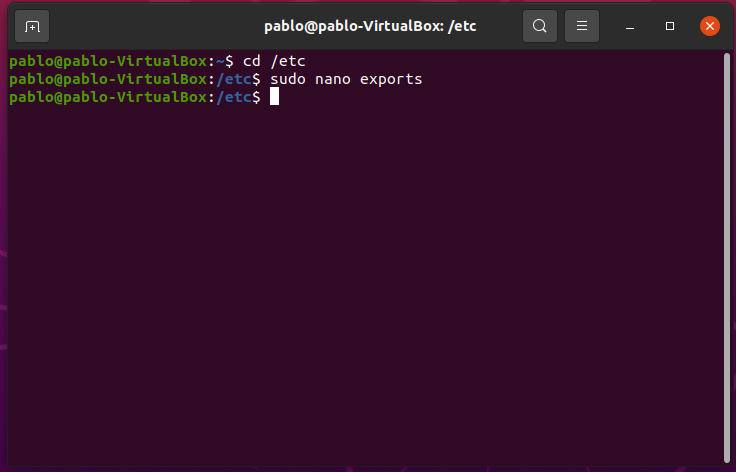 pablo@pablo-VirtualBox: /etc
pablo@pablo-VirtualBox:~$ cd /etc
pablo@pablo-VirtualBox:/etc$ sudo nano exports
pablo@pablo-VirtualBox:/etc$